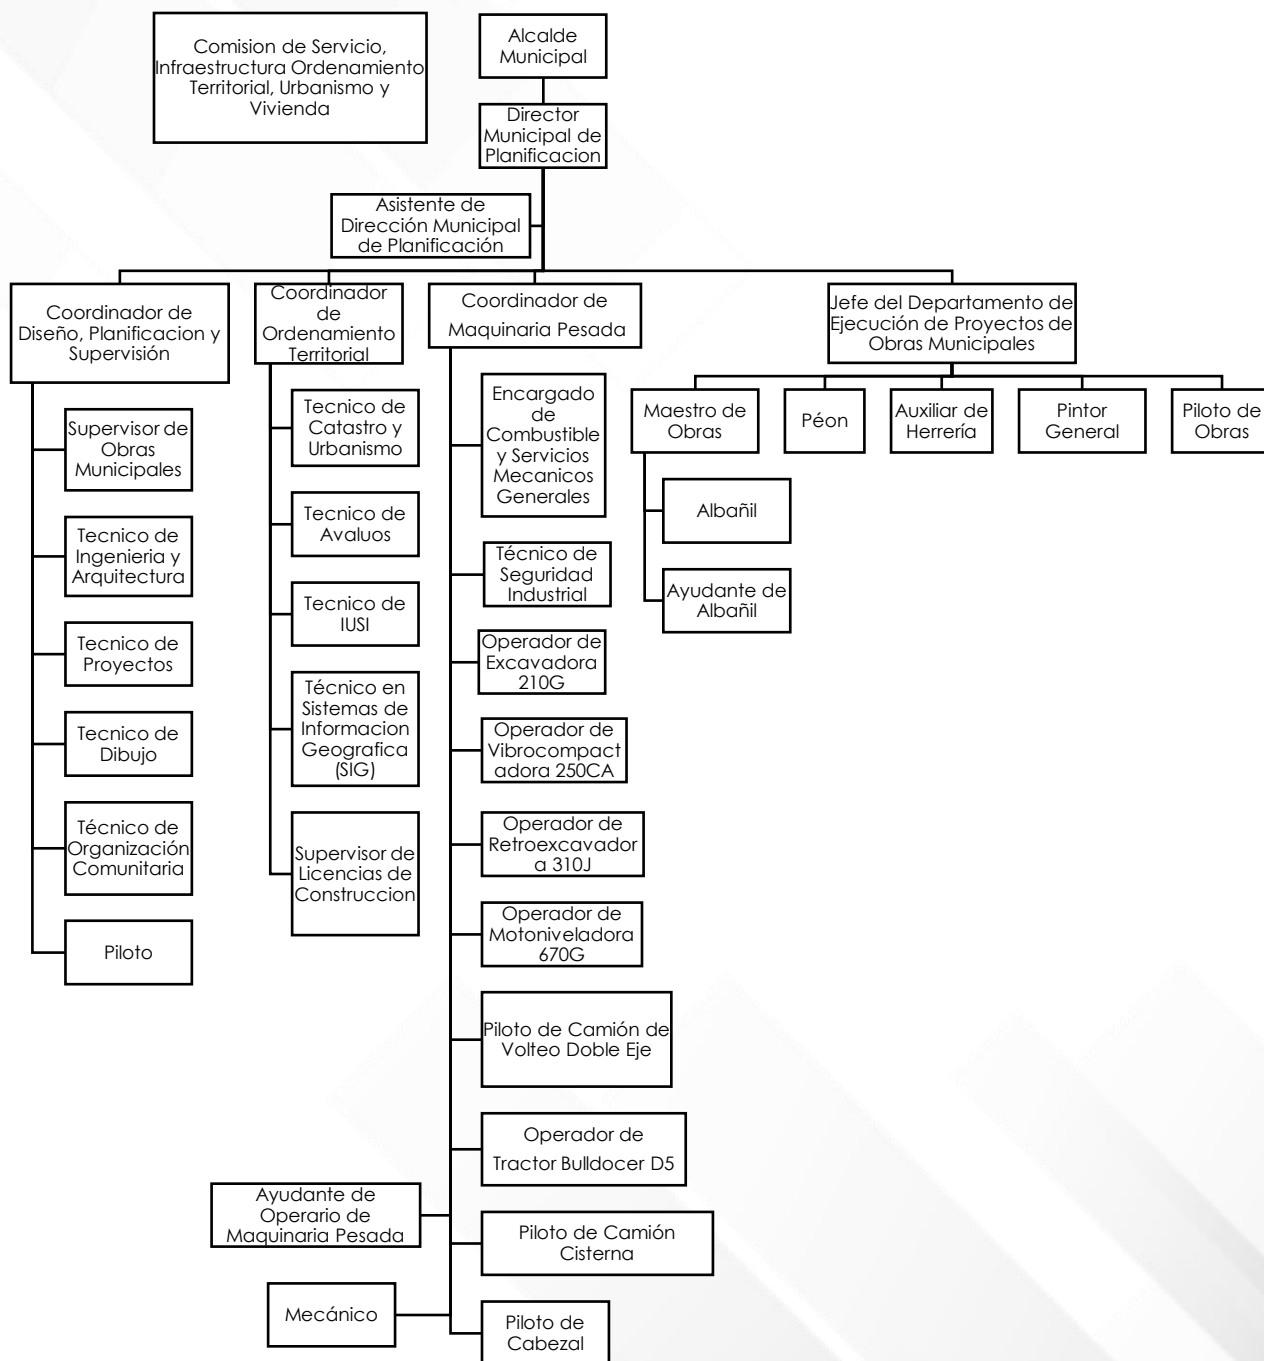 Comision de Servicio,
Infraestructura Ordenamiento
Territorial, Urbanismo y
Vivienda
Alcalde
Municipal
Director
Municipal de
Planificacion
Asistente de
Dirección Municipal
de Planificación
Coordinador de
Diseño, Planificacion y
Supervisión
Supervisor de
Obras
Municipales
Tecnico de
Ingenieria y
Arquitectura
Tecnico de
Proyectos
Tecnico de
Dibujo
Técnico de
Organización
Comunitaria
Piloto
Coordinador
de
Ordenamiento
Territorial
Tecnico de
Catastro y
Urbanismo
Tecnico de
Avaluos
Tecnico de
IUSI
Técnico en
Sistemas de
Informacion
Geografica
(SIG)
Supervisor de
Licencias de
Construccion
Coordinador de
Maquinaria Pesada
Encargado
de
Combustible
y Servicios
Mecanicos
Generales
Técnico de
Seguridad
Industrial
Operador de
Excavadora
210G
Operador de
Vibrocompact
adora 250CA
Operador de
Retroexcavador
a 310J
Operador de
Motoniveladora
670G
Piloto de Camión de
Volteo Doble Eje
Operador de
Tractor Bulldocer D5
Ayudante de
Operario de
Maquinaria Pesada
Piloto de Camión
Cisterna
Mecánico
Piloto de
Cabezal
Jefe del Departamento de
Ejecución de Proyectos de
Obras Municipales
Maestro de
Obras
Albañil
Ayudante de
Albañil
Péon
Auxiliar de
Herrería
Pintor
General
Piloto de
Obras